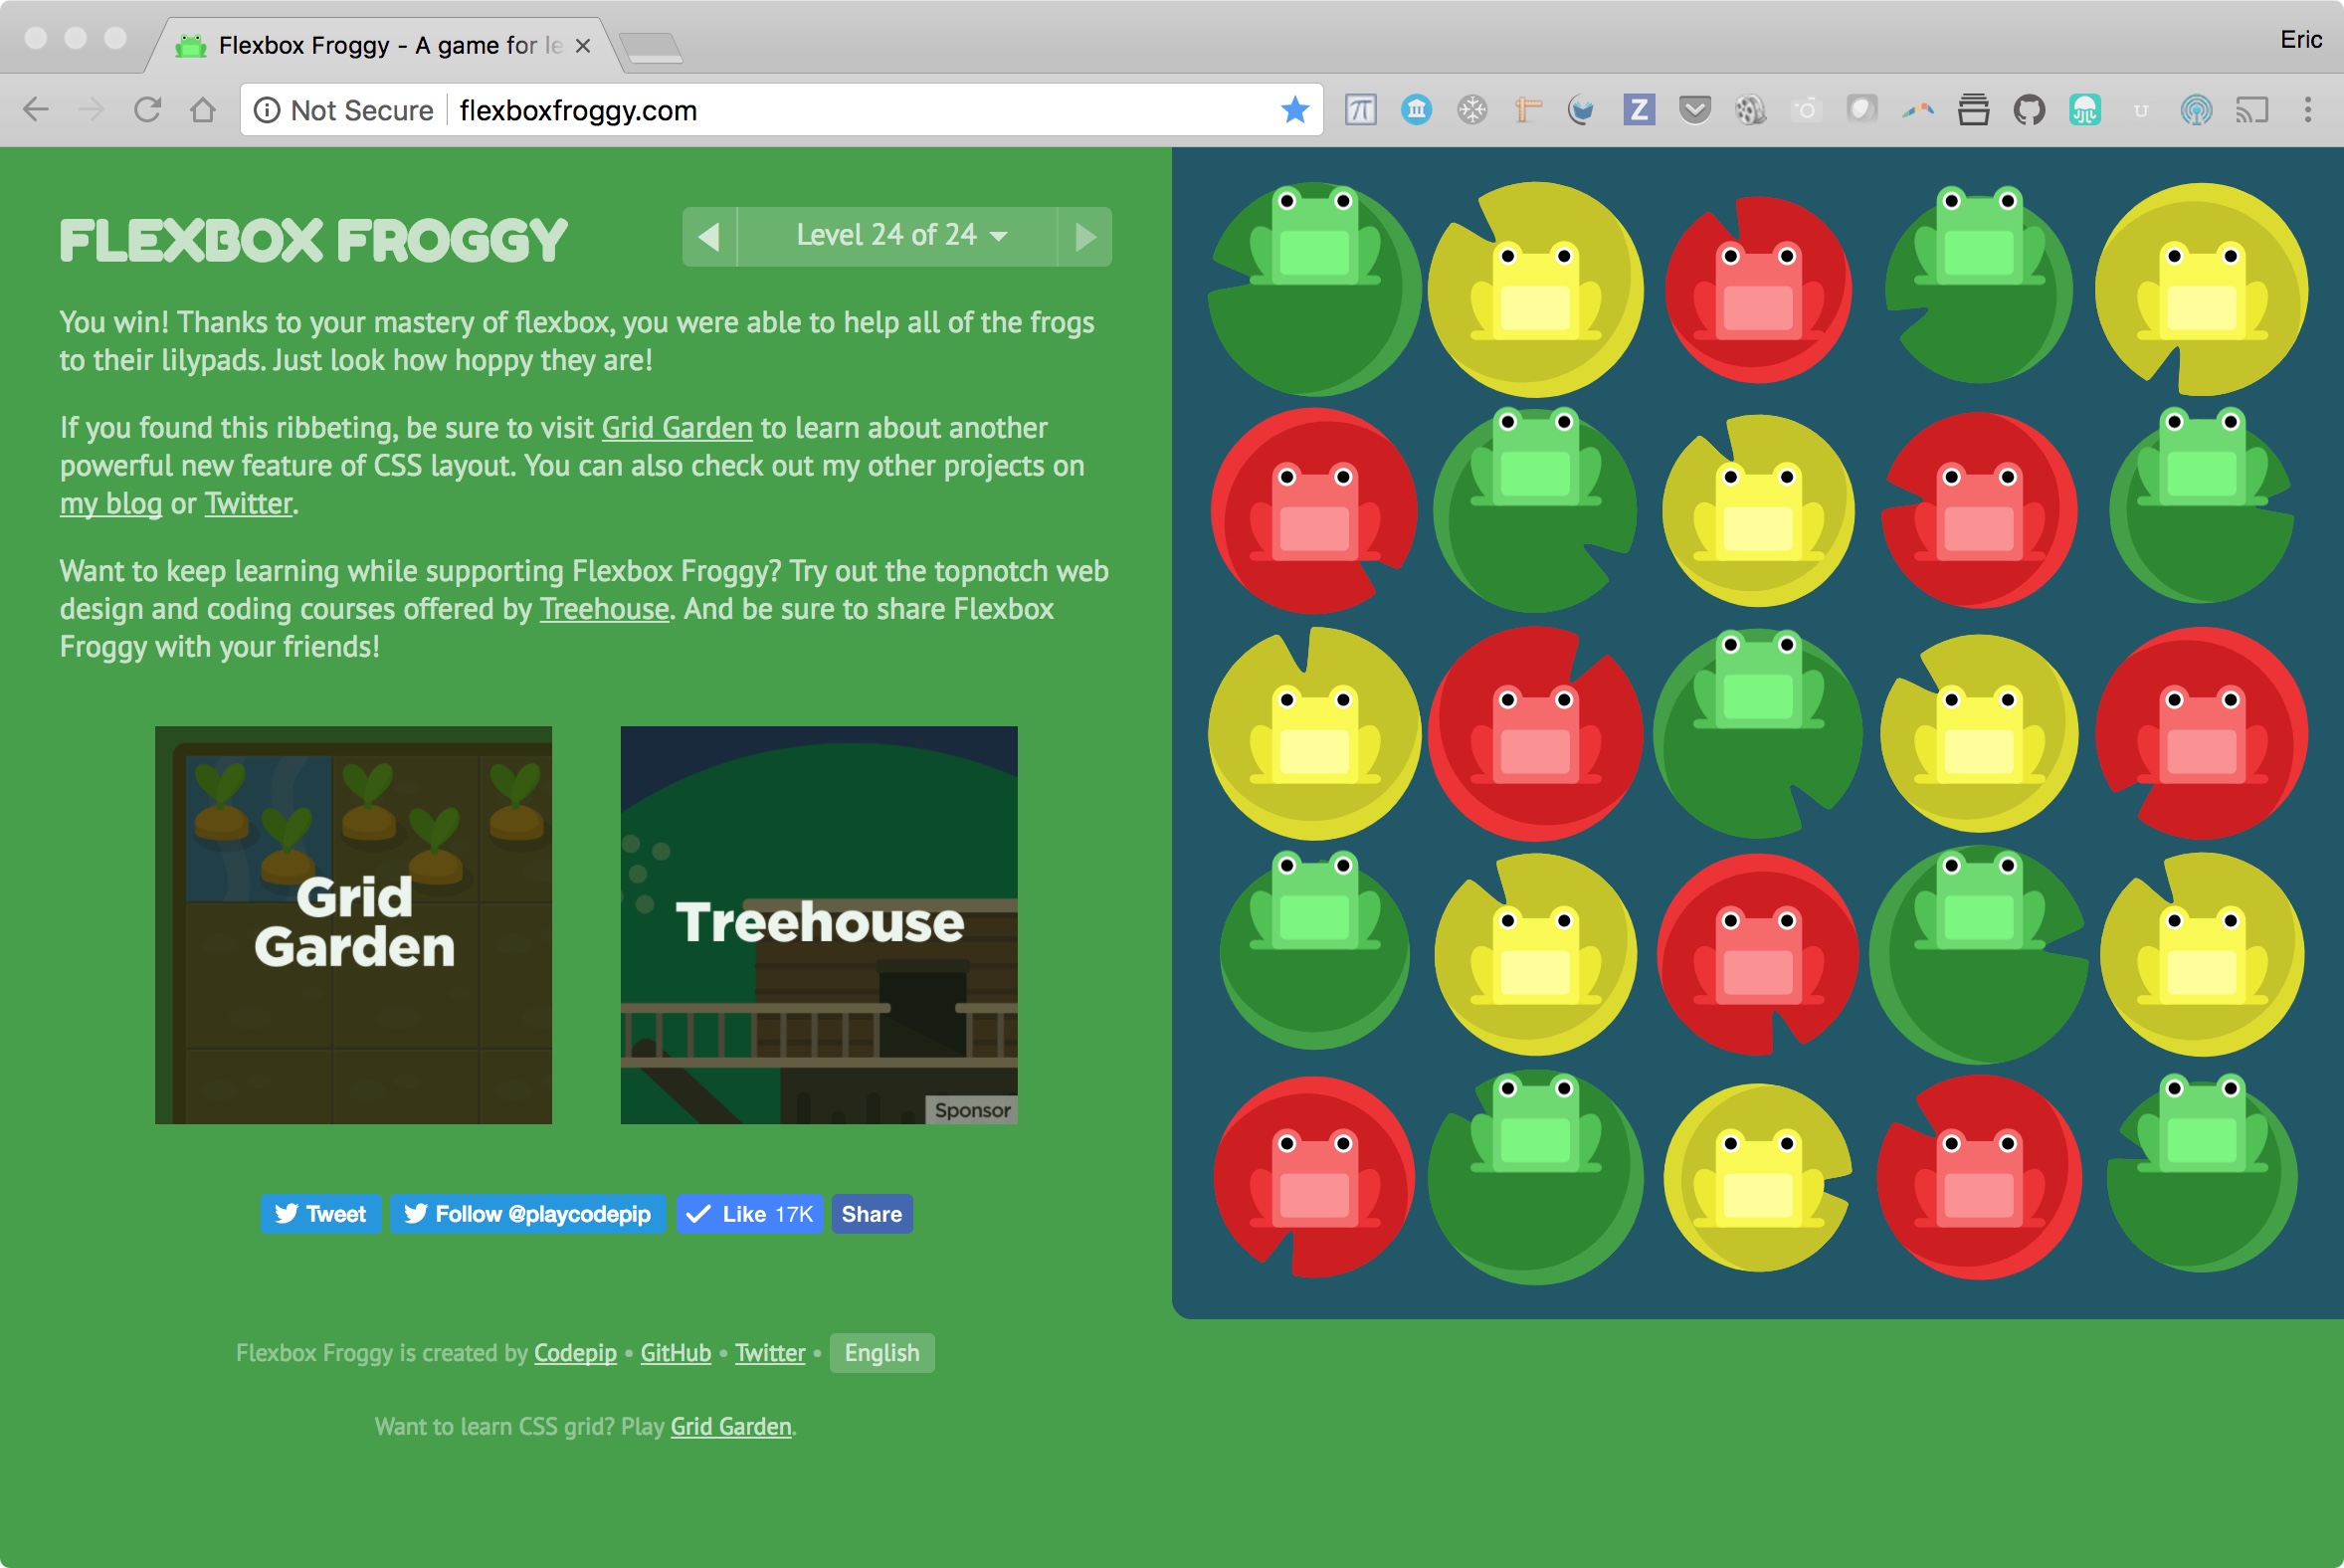 Flexbox Froggy - A game for le
Eric
Not Secure
flexboxfroggy.com
FLEXBOX FROGGY
Level 24 of 24
You win! Thanks to your mastery of flexbox, you were able to help all of the frogs
to their lilypads. Just look how hoppy they are!
If you found this ribbeting, be sure to visit Grid Garden to learn about another
powerful new feature of CSS layout. You can also check out my other projects on
my blog or Twitter.
Want to keep learning while supporting Flexbox Froggy? Try out the topnotch web
design and coding courses offered by Treehouse. And be sure to share Flexbox
Froggy with your friends!
Grid
Garden
Treehouse
Sponsor
Tweet
Follow @playcodepip
Like 17K
Share
Flexbox Froggy is created by Codepip • GitHub • Twitter • English
Want to learn CSS grid? Play Grid Garden.